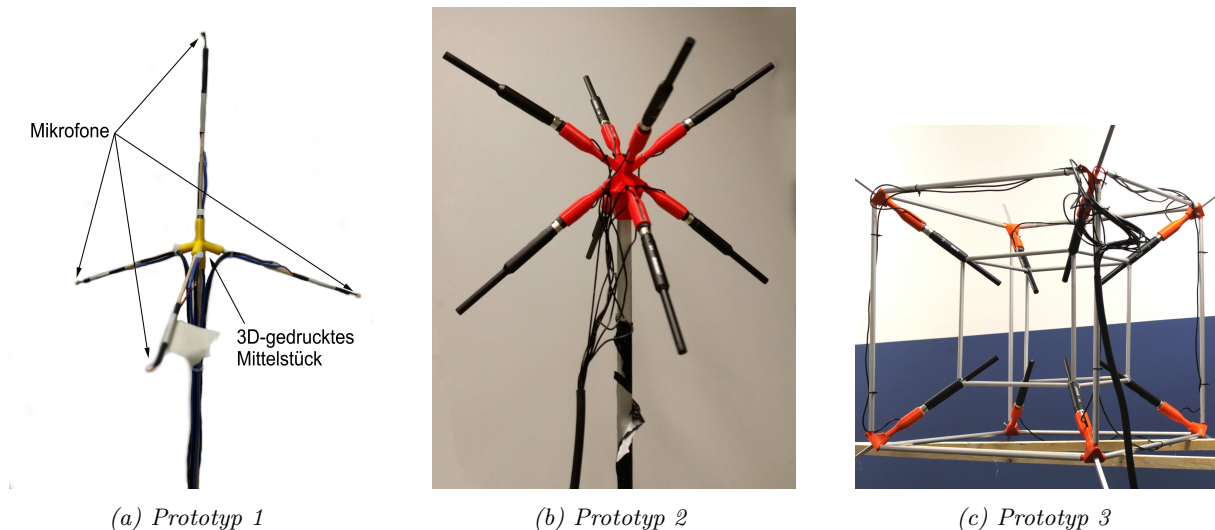 Mikrofone
3D-gedrucktes
Mittelstück
(a) Prototyp 1
(b) Prototyp 2
(c) Prototyp 3